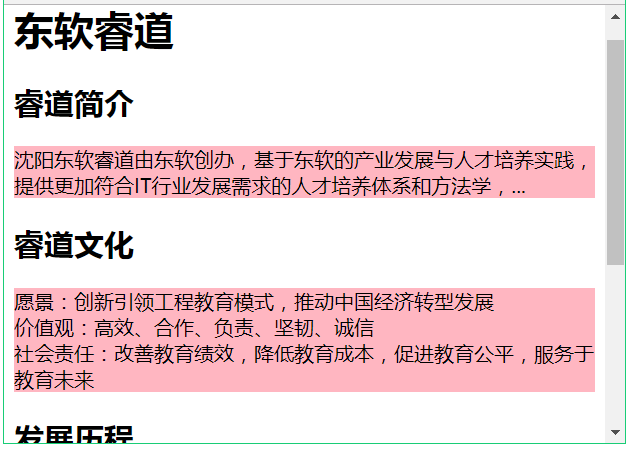 东软睿道
睿道简介
沈阳东软睿道由东软创办，基于东软的产业发展与人才培养实践，
提供更加符合IT行业发展需求的人才培养体系和方法学，...
睿道文化
愿景：创新引领工程教育模式，推动中国经济转型发展
价值观：高效、合作、负责、坚韧、诚信
社会责任：改善教育绩效，降低教育成本，促进教育公平，服务于
教育未来
发展历程